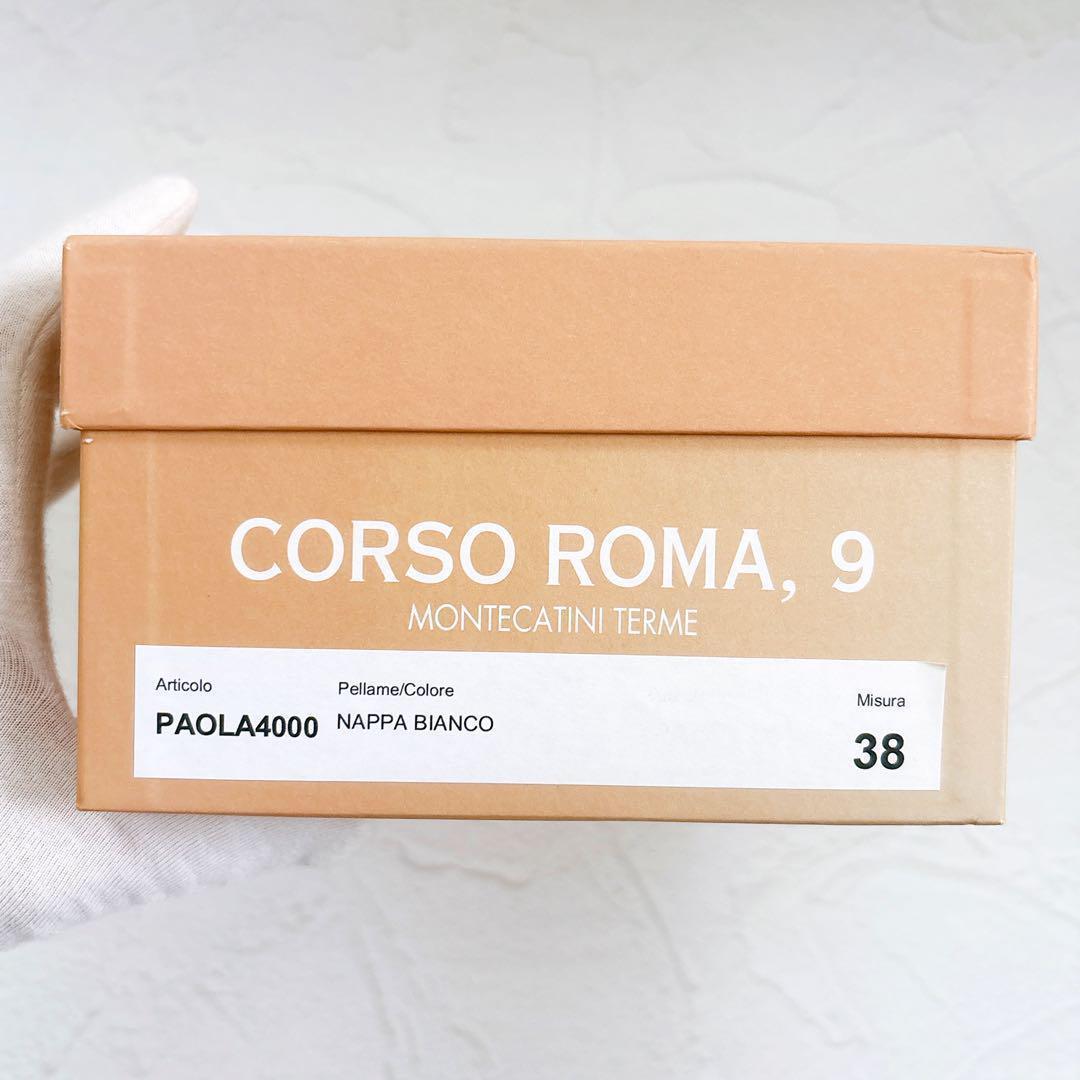 CORSO ROMA, 9
MONTECATINI TERME
Articolo Pellame/Colore Misura
PAOLA4000 NAPPA BIANCO 38